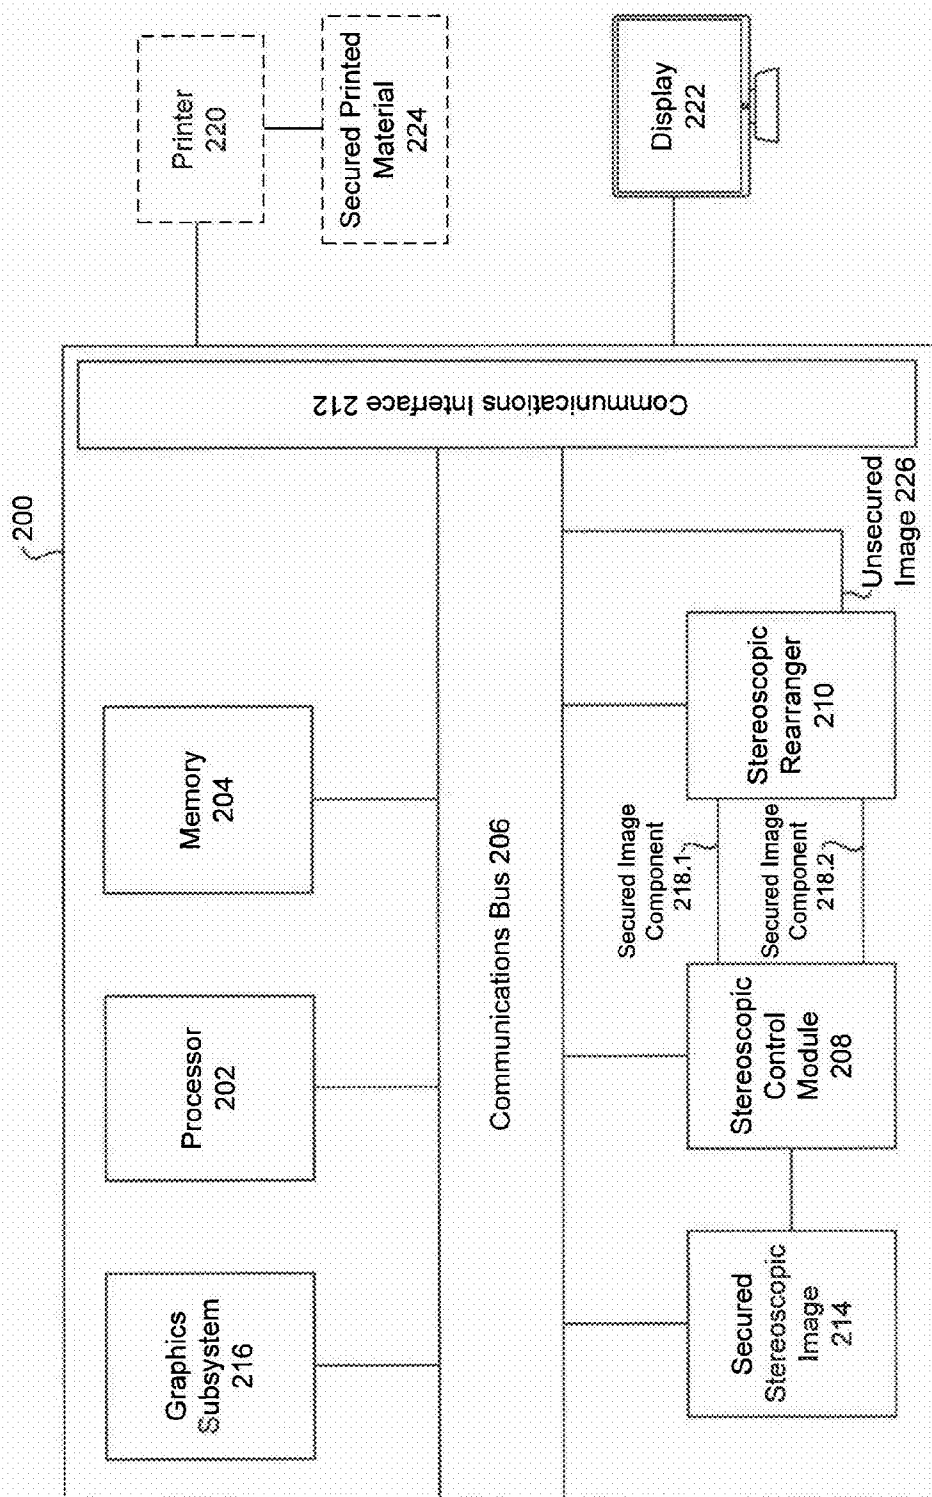 200
Graphics
Subsystem
216
Processor
202
Memory
204
Printer
220
Secured Printed
Material
224
Communications Bus 206
Communications Interface 212
Display
222
Secured
Stereoscopic
Image
214
Stereoscopic
Control
Module
208
Secured Image
Component
218.1
Secured Image
Component
218.2
Stereoscopic
Rearranger
210
Unsecured
Image 226